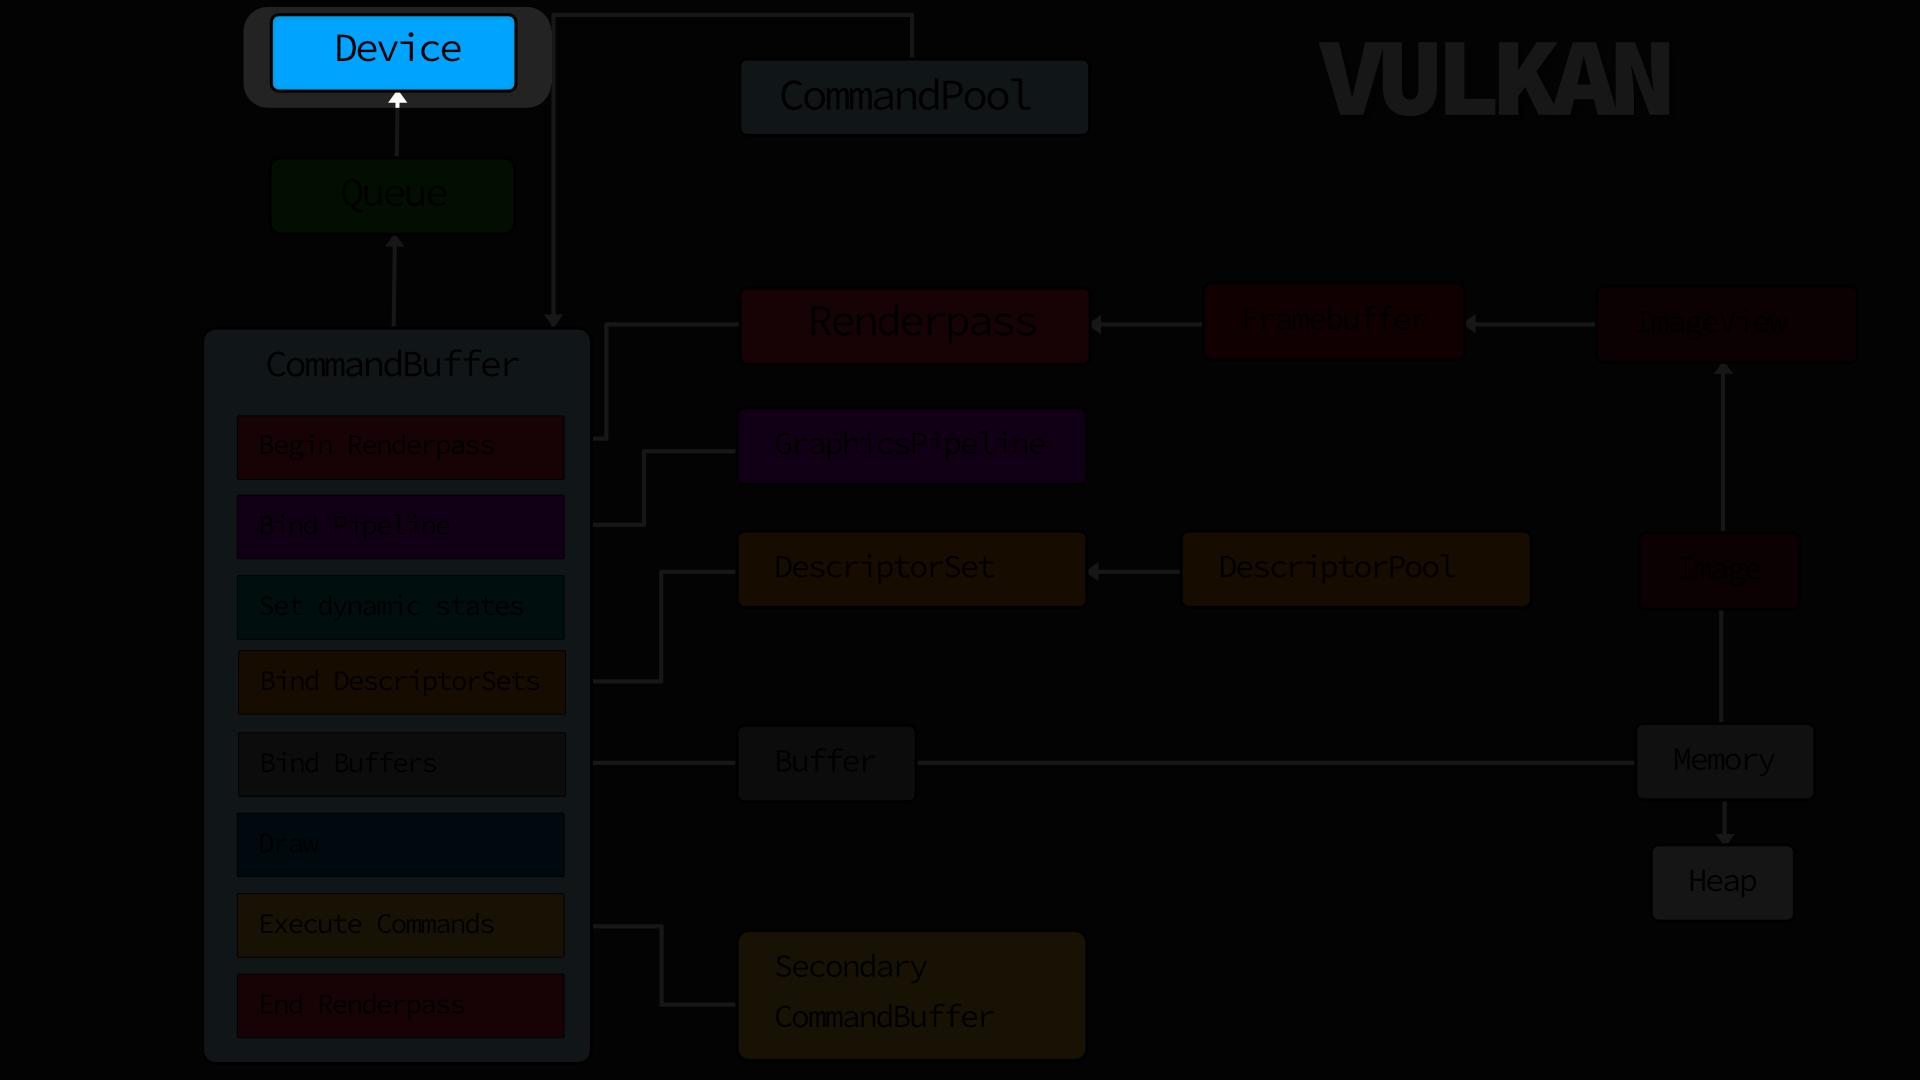 Device
CommandPool
VULKAN
Queue
CommandBuffer
Begin Renderpass
Bind Pipeline
Set dynamic states
Bind DescriptorSets
Bind Buffers
Draw
Execute Commands
End Renderpass
Renderpass
Framebuffer
ImageView
GraphicsPipeline
DescriptorSet
DescriptorPool
Image
Buffer
Memory
Heap
Secondary
CommandBuffer